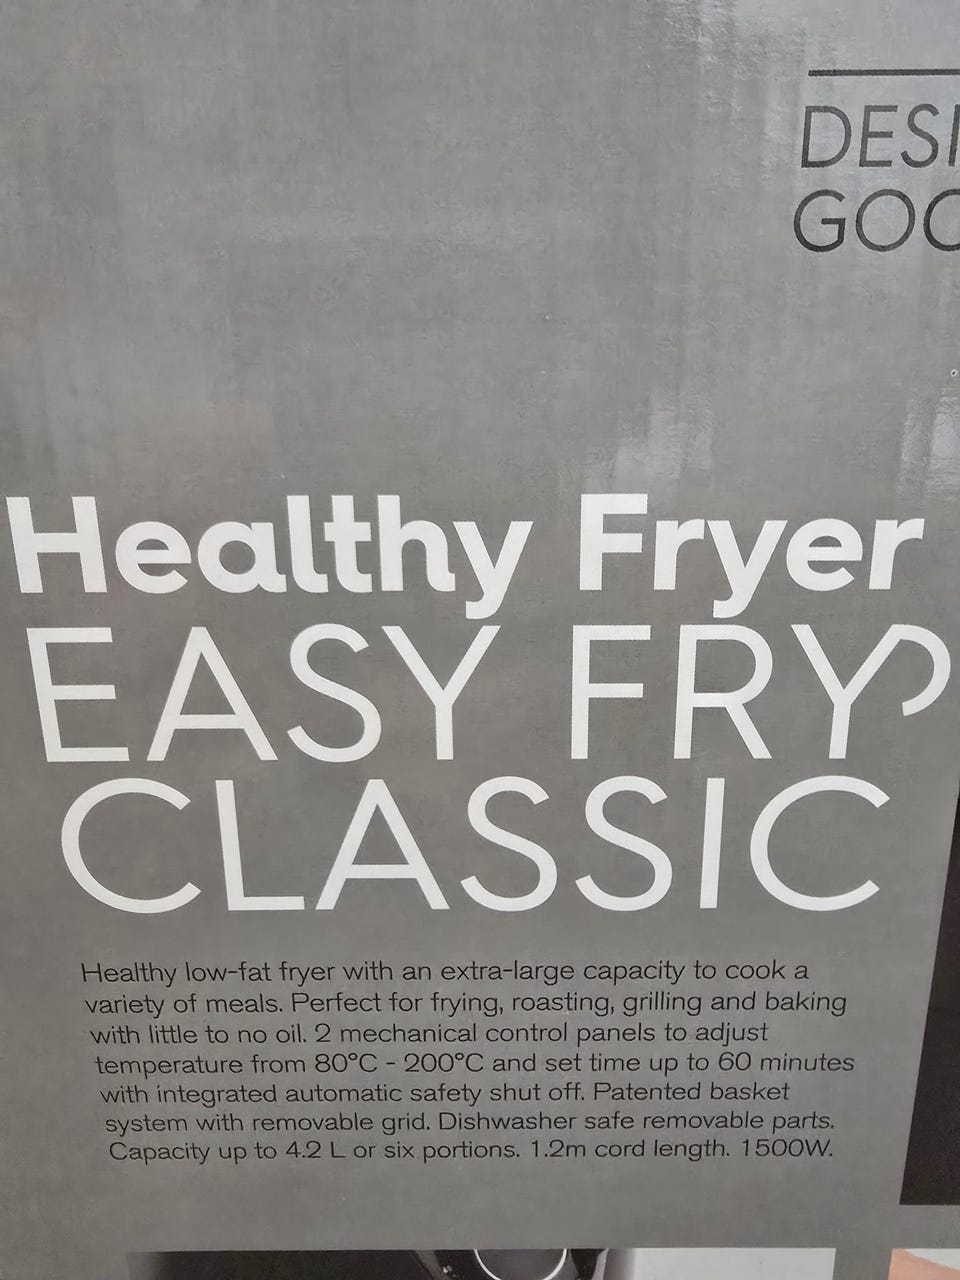 Healthy Fryer
EASY FRY
CLASSIC
Healthy low-fat fryer with an extra-large capacity to cook a
variety of meals. Perfect for frying, roasting, grilling and baking
with little to no oil. 2 mechanical control panels to adjust
temperature from 80°C - 200°C and set time up to 60 minutes
with integrated automatic safety shut off. Patented basket
system with removable grid. Dishwasher safe removable parts.
Capacity up to 4.2 L or six portions. 1.2m cord length. 1500W.